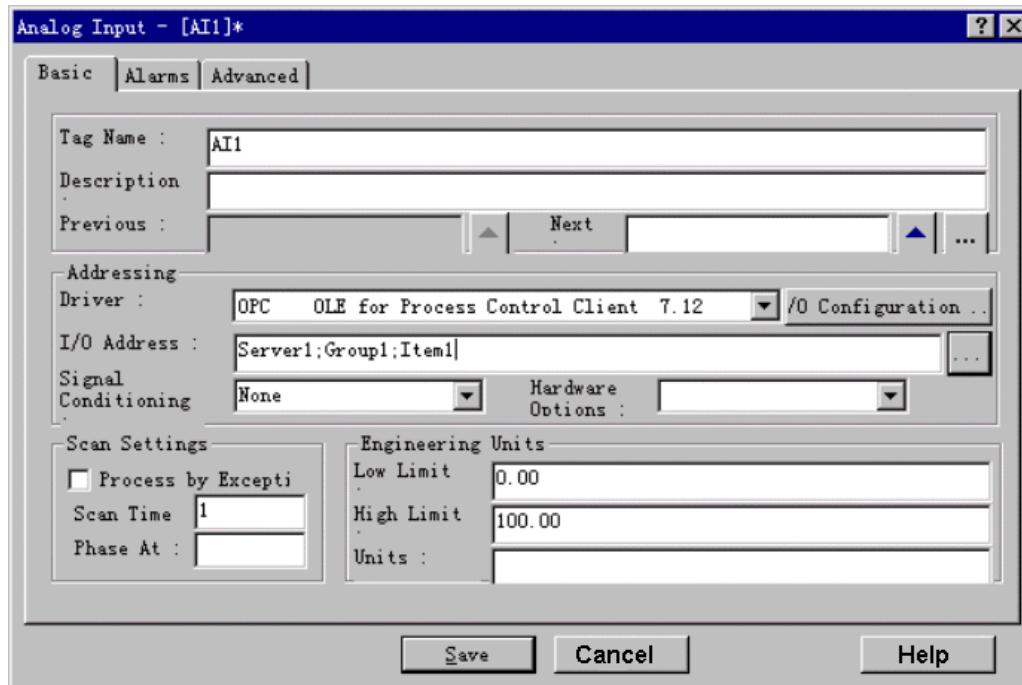 Analog Input - [AI1]*
Basic Alarms Advanced
Tag Name : AI1
Description
Previous : Next ...
Addressing
Driver : OPC OLE for Process Control Client 7.12 /O Configuration ..
I/O Address : Server1;Group1;Item1 ...
Signal Conditioning None Hardware Options :
Scan Settings
Process by Excepti
Scan Time 1
Phase At :
Engineering Units
Low Limit 0.00
High Limit 100.00
Units :
Save Cancel Help